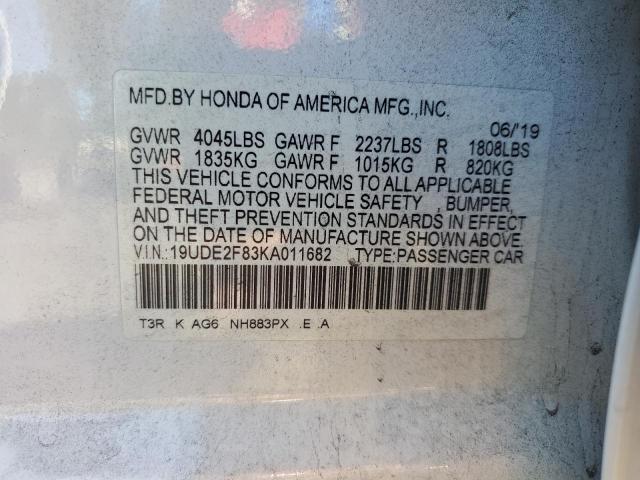 MFD.BY HONDA OF AMERICA MFG.,INC.
06/'19
GVWR 4045LBS GAWR F 2237LBS R 1808LBS
GVWR 1835KG GAWR F 1015KG R 820KG
THIS VEHICLE CONFORMS TO ALL APPLICABLE
FEDERAL MOTOR VEHICLE SAFETY , BUMPER,
AND THEFT PREVENTION STANDARDS IN EFFECT
ON THE DATE OF MANUFACTURE SHOWN ABOVE.
V.I.N.:19UDE2F83KA011682 TYPE:PASSENGER CAR
T3R K AG6 NH883PX .E .A